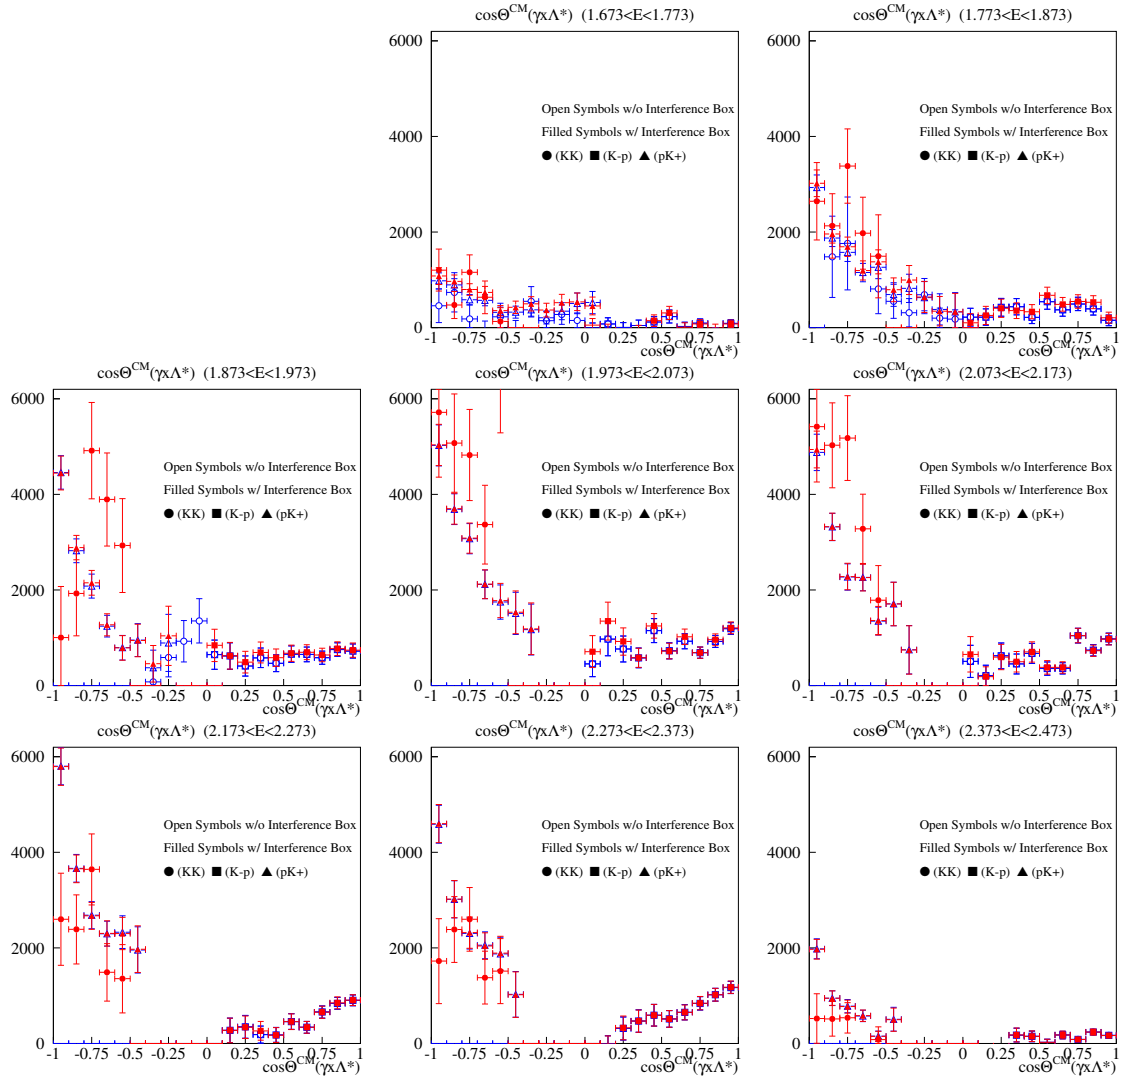 cosΘ^CM(γxΛ*) (1.673<E<1.773)
6000
4000
2000
0
Open Symbols w/o Interference Box
Filled Symbols w/ Interference Box
● (KK) ■ (K-p) ▲ (pK+)
-1 -0.75 -0.5 -0.25 0 0.25 0.5 0.75 1
cosΘ^CM(γxΛ*)
cosΘ^CM(γxΛ*) (1.773<E<1.873)
6000
4000
2000
0
Open Symbols w/o Interference Box
Filled Symbols w/ Interference Box
● (KK) ■ (K-p) ▲ (pK+)
-1 -0.75 -0.5 -0.25 0 0.25 0.5 0.75 1
cosΘ^CM(γxΛ*)
cosΘ^CM(γxΛ*) (1.873<E<1.973)
6000
4000
2000
0
Open Symbols w/o Interference Box
Filled Symbols w/ Interference Box
● (KK) ■ (K-p) ▲ (pK+)
-1 -0.75 -0.5 -0.25 0 0.25 0.5 0.75 1
cosΘ^CM(γxΛ*)
cosΘ^CM(γxΛ*) (1.973<E<2.073)
6000
4000
2000
0
Open Symbols w/o Interference Box
Filled Symbols w/ Interference Box
● (KK) ■ (K-p) ▲ (pK+)
-1 -0.75 -0.5 -0.25 0 0.25 0.5 0.75 1
cosΘ^CM(γxΛ*)
cosΘ^CM(γxΛ*) (2.073<E<2.173)
6000
4000
2000
0
Open Symbols w/o Interference Box
Filled Symbols w/ Interference Box
● (KK) ■ (K-p) ▲ (pK+)
-1 -0.75 -0.5 -0.25 0 0.25 0.5 0.75 1
cosΘ^CM(γxΛ*)
cosΘ^CM(γxΛ*) (2.173<E<2.273)
6000
4000
2000
0
Open Symbols w/o Interference Box
Filled Symbols w/ Interference Box
● (KK) ■ (K-p) ▲ (pK+)
-1 -0.75 -0.5 -0.25 0 0.25 0.5 0.75 1
cosΘ^CM(γxΛ*)
cosΘ^CM(γxΛ*) (2.273<E<2.373)
6000
4000
2000
0
Open Symbols w/o Interference Box
Filled Symbols w/ Interference Box
● (KK) ■ (K-p) ▲ (pK+)
-1 -0.75 -0.5 -0.25 0 0.25 0.5 0.75 1
cosΘ^CM(γxΛ*)
cosΘ^CM(γxΛ*) (2.373<E<2.473)
6000
4000
2000
0
Open Symbols w/o Interference Box
Filled Symbols w/ Interference Box
● (KK) ■ (K-p) ▲ (pK+)
-1 -0.75 -0.5 -0.25 0 0.25 0.5 0.75 1
cosΘ^CM(γxΛ*)